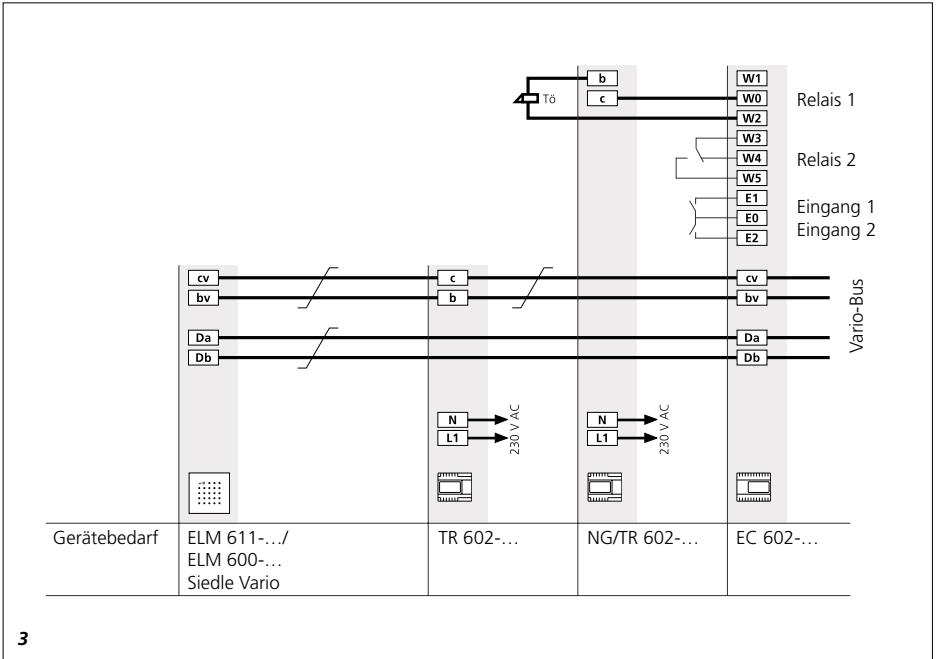 b W1
Tö c W0 Relais 1
W2
W3
W4 Relais 2
W5
E1 Eingang 1
E0 Eingang 2
E2
cv c cv
bv b bv
Da Da
Db Db
Vario-Bus
N N
L1 L1
230 V AC 230 V AC
Gerätebedarf ELM 611-…/ TR 602-… NG/TR 602-… EC 602-…
ELM 600-…
Siedle Vario
3